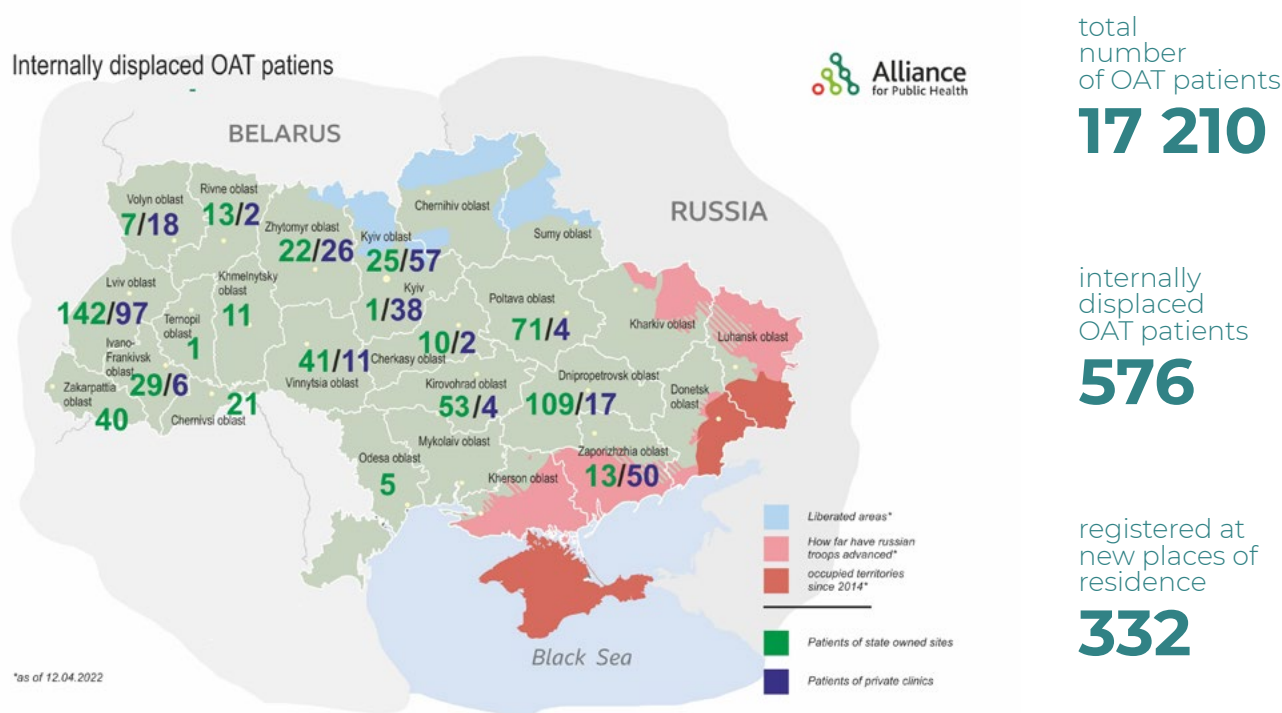 Internally displaced OAT patiens
Alliance
for Public Health
BELARUS
RUSSIA
Volyn oblast
7/18
Rivne oblast
13/2
Zhytomyr oblast
22/26
Kyiv oblast
25/57
Chernihiv oblast
Sumy oblast
Lviv oblast
142/97
Ternopil
oblast
1
Khmelnytsky
oblast
11
Kyiv
1/38
Poltava oblast
71/4
Kharkiv oblast
Luhansk oblast
Ivano-
Frankivsk
oblast
29/6
Zakarpattia
oblast
40
Chernivsi oblast
21
41/11
Vinnytsia oblast
10/2
Cherkasy oblast
Kirovohrad oblast
53/4
Dnipropetrovsk oblast
109/17
Donetsk
oblast
Mykolaiv oblast
Odesa oblast
5
Kherson oblast
Zaporizhzhia oblast
13/50
Black Sea
Liberated areas*
How far have russian
troops advanced*
occupied territories
since 2014*
Patients of state owned sites
Patients of private clinics
*as of 12.04.2022
total
number
of OAT patients
17 210
internally
displaced
OAT patients
576
registered at
new places of
residence
332